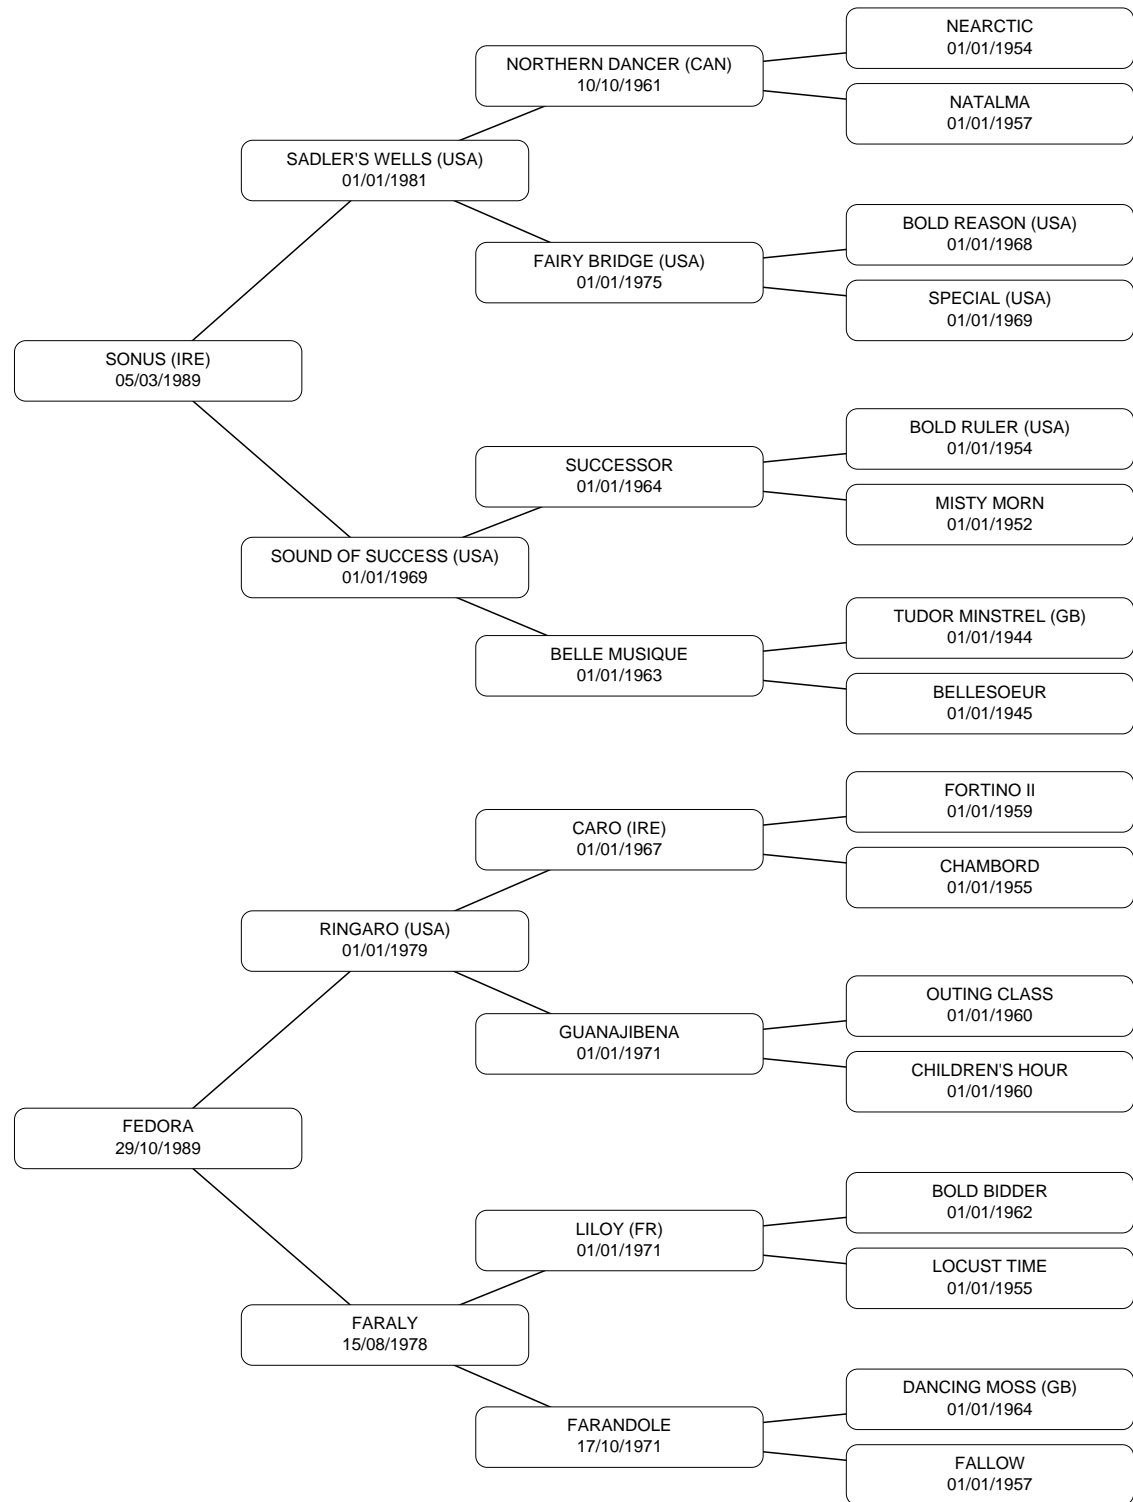 NEARCTIC
01/01/1954
NORTHERN DANCER (CAN)
10/10/1961
NATALMA
01/01/1957
SADLER'S WELLS (USA)
01/01/1981
BOLD REASON (USA)
01/01/1968
FAIRY BRIDGE (USA)
01/01/1975
SPECIAL (USA)
01/01/1969
SONUS (IRE)
05/03/1989
BOLD RULER (USA)
01/01/1954
SUCCESSOR
01/01/1964
MISTY MORN
01/01/1952
SOUND OF SUCCESS (USA)
01/01/1969
TUDOR MINSTREL (GB)
01/01/1944
BELLE MUSIQUE
01/01/1963
BELLESOEUR
01/01/1945
FORTINO II
01/01/1959
CARO (IRE)
01/01/1967
CHAMBORD
01/01/1955
RINGARO (USA)
01/01/1979
OUTING CLASS
01/01/1960
GUANAJIBENA
01/01/1971
CHILDREN'S HOUR
01/01/1960
FEDORA
29/10/1989
BOLD BIDDER
01/01/1962
LILOY (FR)
01/01/1971
LOCUST TIME
01/01/1955
FARALY
15/08/1978
DANCING MOSS (GB)
01/01/1964
FARANDOLE
17/10/1971
FALLOW
01/01/1957